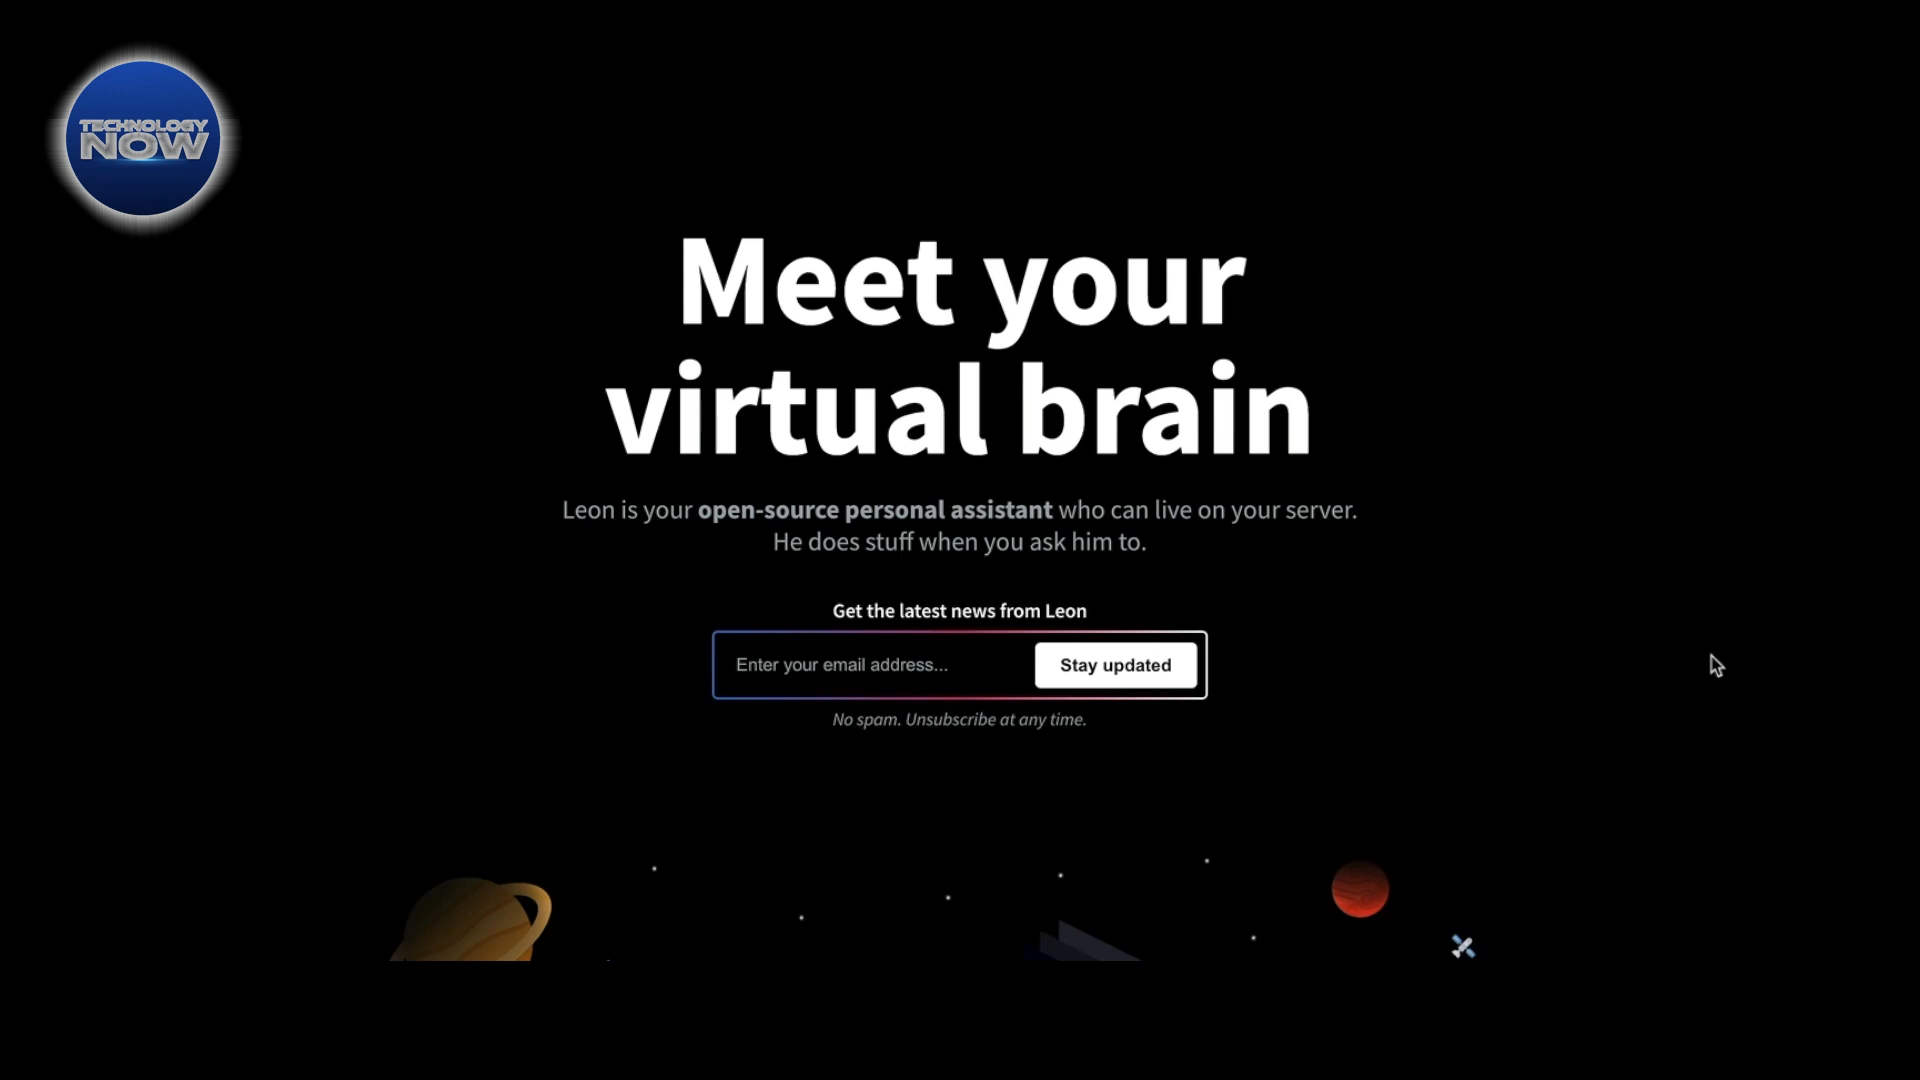 TECHNOLOGY
NOW
Meet your
virtual brain
Leon is your open-source personal assistant who can live on your server.
He does stuff when you ask him to.
Get the latest news from Leon
Enter your email address...
Stay updated
No spam. Unsubscribe at any time.